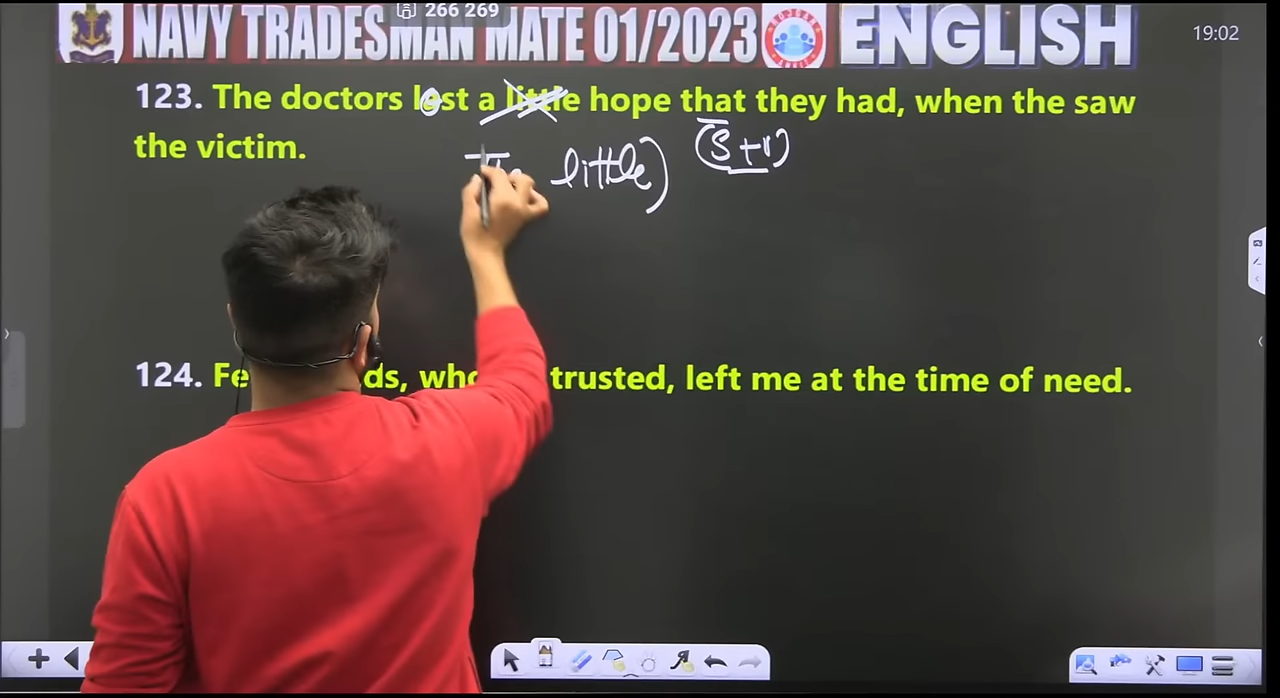 266 269
NAVY TRADESMAN MATE 01/2023 ENGLISH
19:02
123. The doctors lost a little hope that they had, when the saw
the victim.
little) (S+V)
124. Fe ds, who trusted, left me at the time of need.